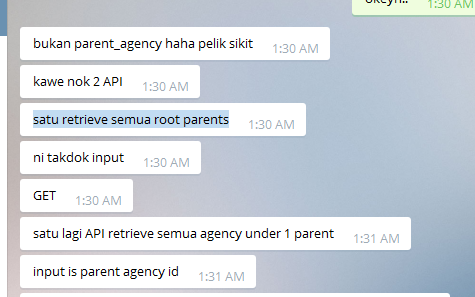 okeyh..
1:30 AM
bukan parent_agency haha pelik sikit 1:30 AM
kawe nok 2 API 1:30 AM
satu retrieve semua root parents 1:30 AM
ni takdok input 1:30 AM
GET 1:30 AM
satu lagi API retrieve semua agency under 1 parent 1:31 AM
input is parent agency id 1:31 AM